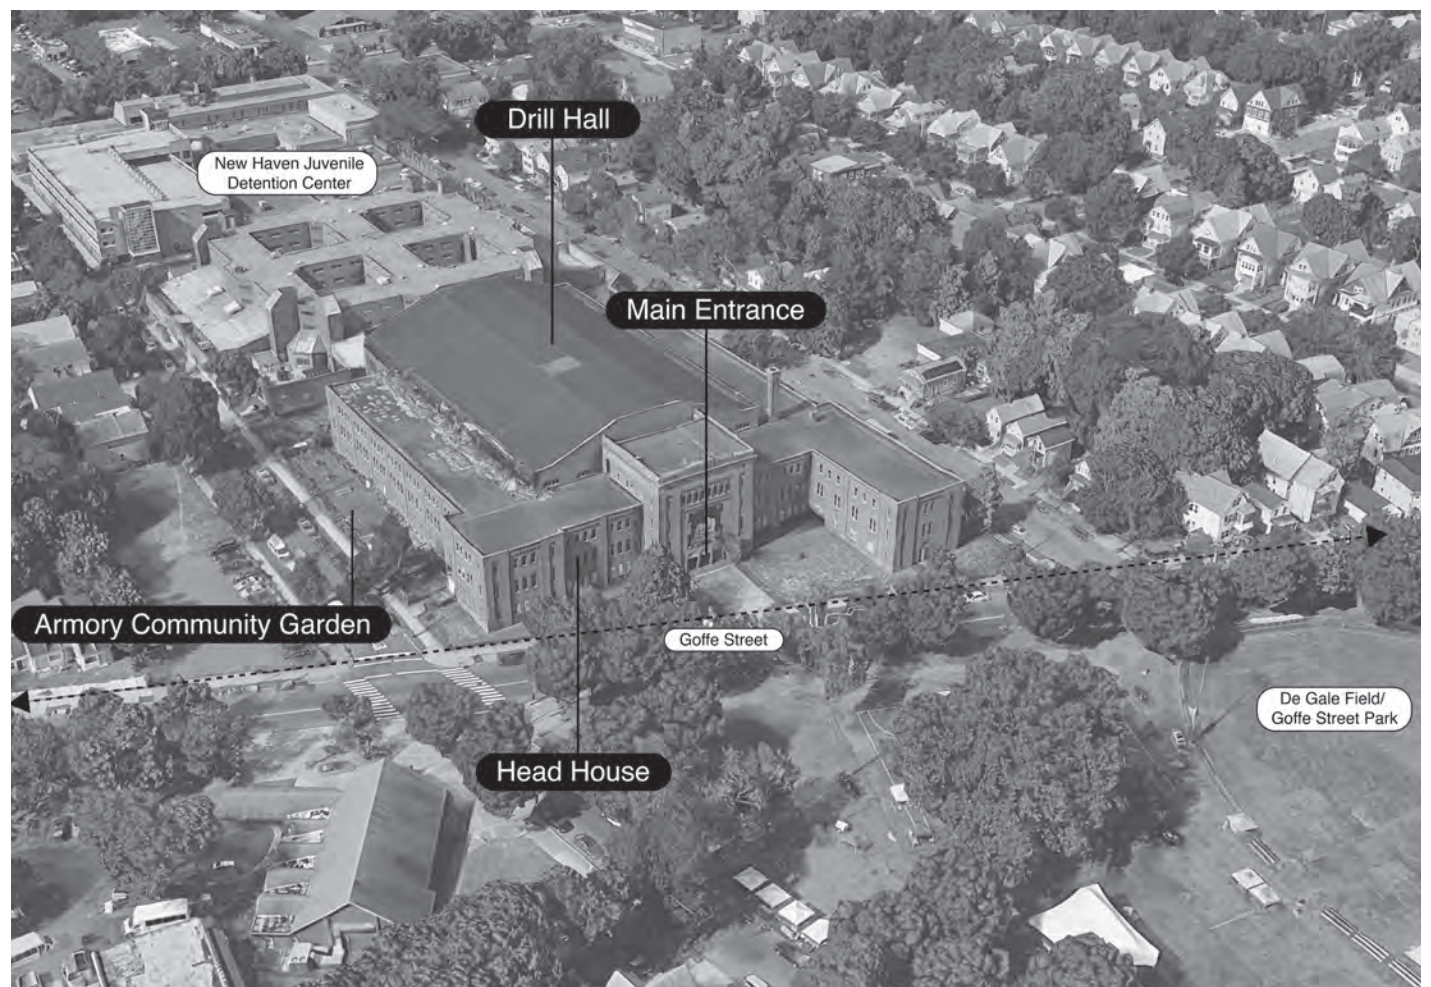 Drill Hall
New Haven Juvenile
Detention Center
Main Entrance
Armory Community Garden
Goffe Street
De Gale Field/
Goffe Street Park
Head House